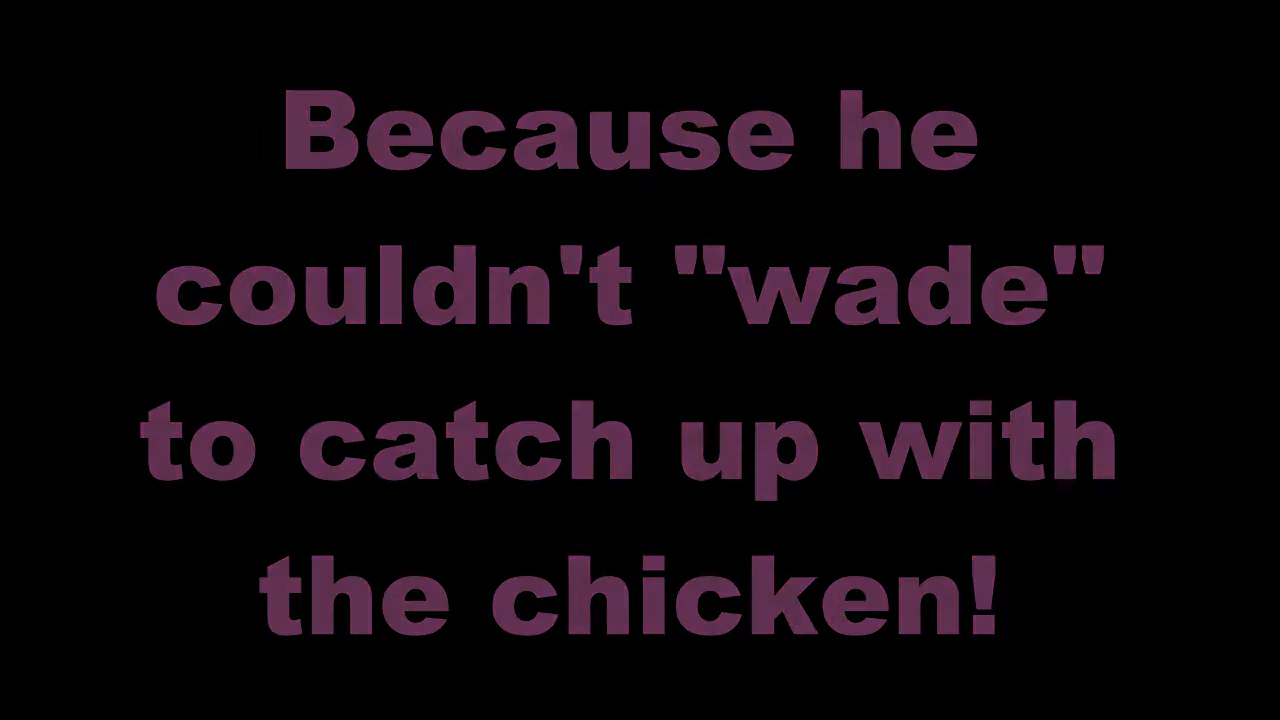 Because he
couldn't "wade"
to catch up with
the chicken!